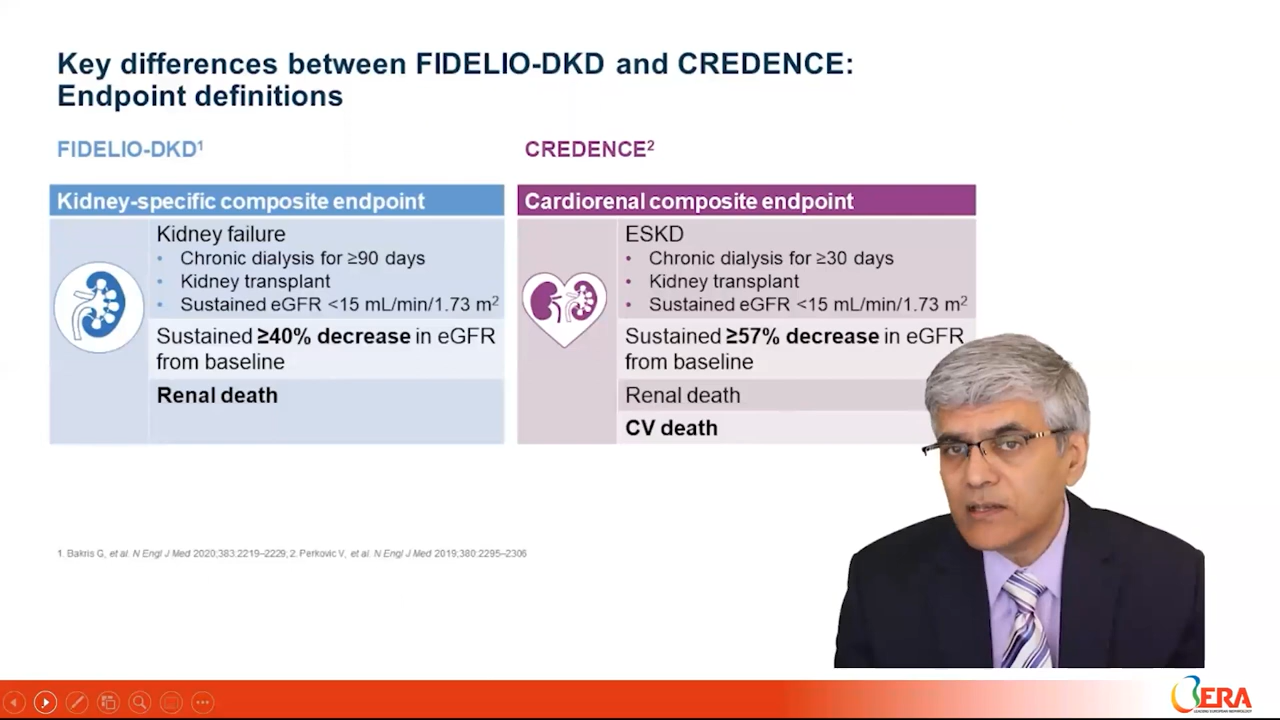 Key differences between FIDELIO-DKD and CREDENCE:
Endpoint definitions
FIDELIO-DKD¹
Kidney-specific composite endpoint
Kidney failure
• Chronic dialysis for ≥90 days
• Kidney transplant
• Sustained eGFR <15 mL/min/1.73 m²
Sustained ≥40% decrease in eGFR
from baseline
Renal death
CREDENCE²
Cardiorenal composite endpoint
ESKD
• Chronic dialysis for ≥30 days
• Kidney transplant
• Sustained eGFR <15 mL/min/1.73 m²
Sustained ≥57% decrease in eGFR
from baseline
Renal death
CV death
1. Bakris G, et al. N Engl J Med 2020;383:2219–2229; 2. Perkovic V, et al. N Engl J Med 2019;380:2295–2306
ERA
LEADING EUROPEAN NEPHROLOGY